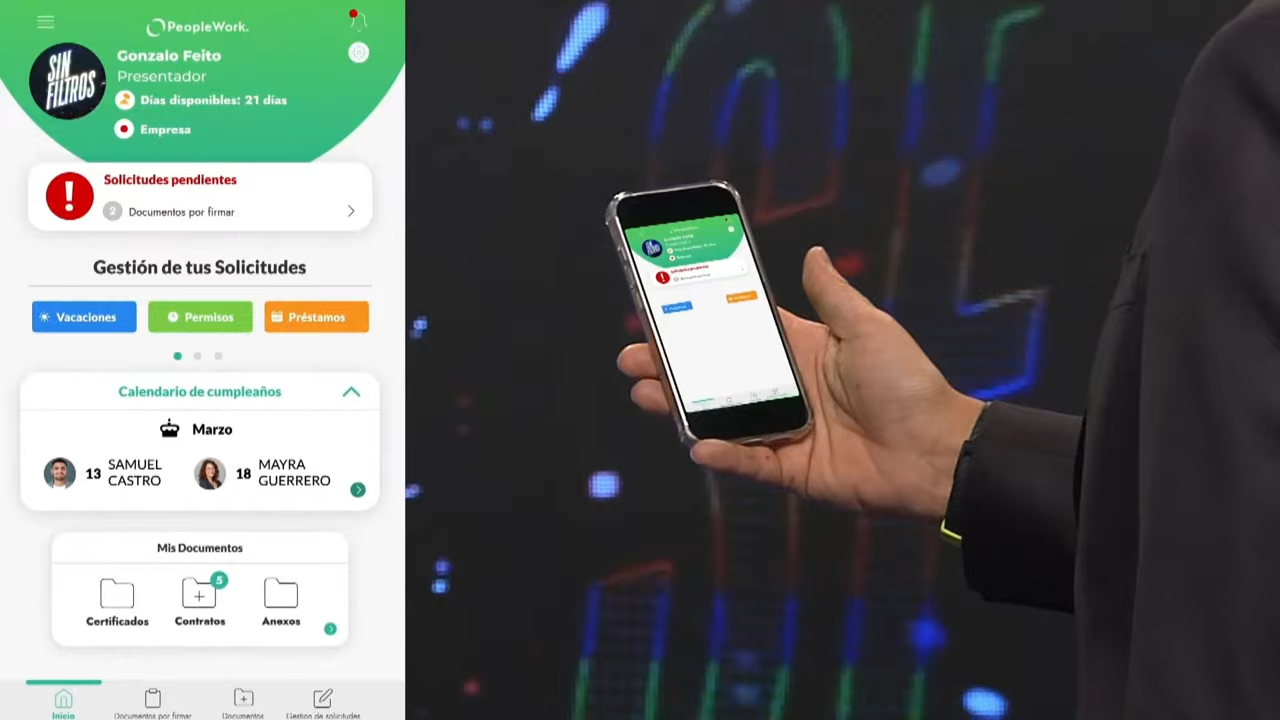 PeopleWork.
SIN FILTROS
Gonzalo Feito
Presentador
Días disponibles: 21 días
Empresa
Solicitudes pendientes
2 Documentos por firmar
Gestión de tus Solicitudes
Vacaciones Permisos Préstamos
Calendario de cumpleaños
Marzo
13 SAMUEL CASTRO 18 MAYRA GUERRERO
Mis Documentos
5
Certificados Contratos Anexos
Inicio Documentos por firmar Documentos Gestion de solicitudes